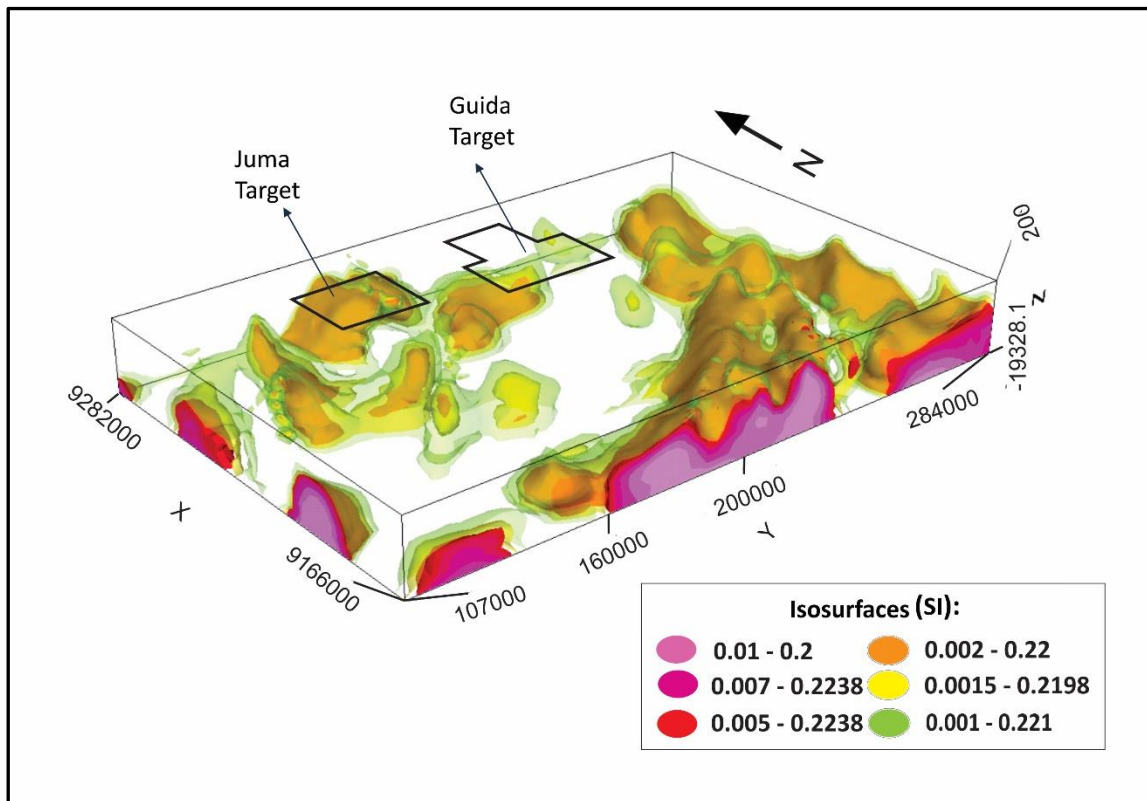 Guida
Target
Juma
Target
N
200
Z
-19328.1
9282000
X
9166000
107000
160000
Y
200000
284000
Isosurfaces (SI):
0.01 - 0.2
0.002 - 0.22
0.007 - 0.2238
0.0015 - 0.2198
0.005 - 0.2238
0.001 - 0.221